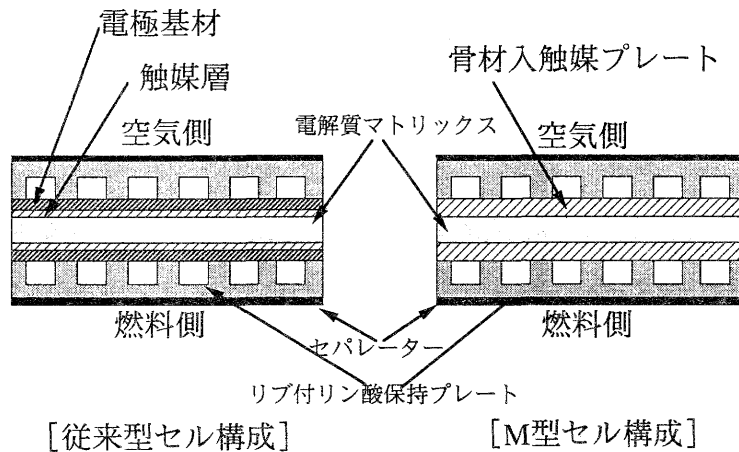 電極基材
触媒層
空気側
電解質マトリックス
骨材入触媒プレート
空気側
燃料側
セパレーター
燃料側
リブ付リン酸保持プレート
[従来型セル構成]
[M型セル構成]